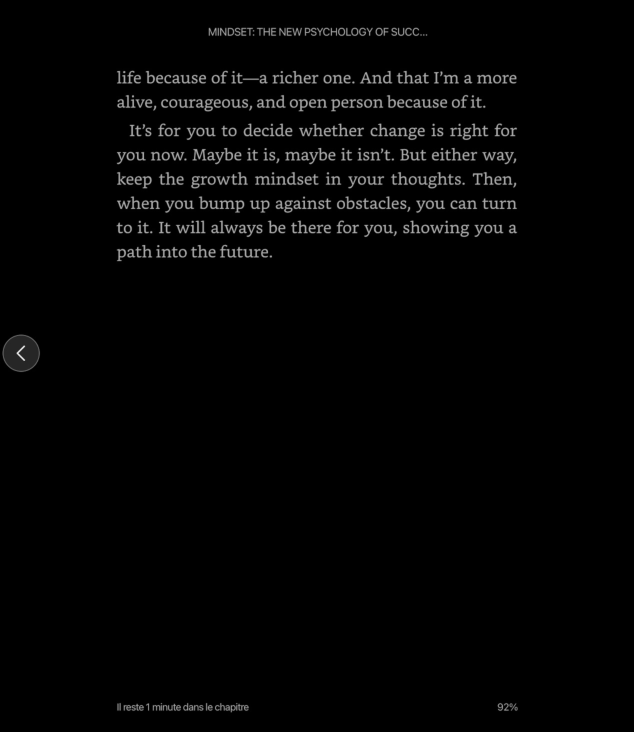 MINDSET: THE NEW PSYCHOLOGY OF SUCC...
life because of it—a richer one. And that I’m a more
alive, courageous, and open person because of it.
It’s for you to decide whether change is right for
you now. Maybe it is, maybe it isn’t. But either way,
keep the growth mindset in your thoughts. Then,
when you bump up against obstacles, you can turn
to it. It will always be there for you, showing you a
path into the future.
Il reste 1 minute dans le chapitre
92%